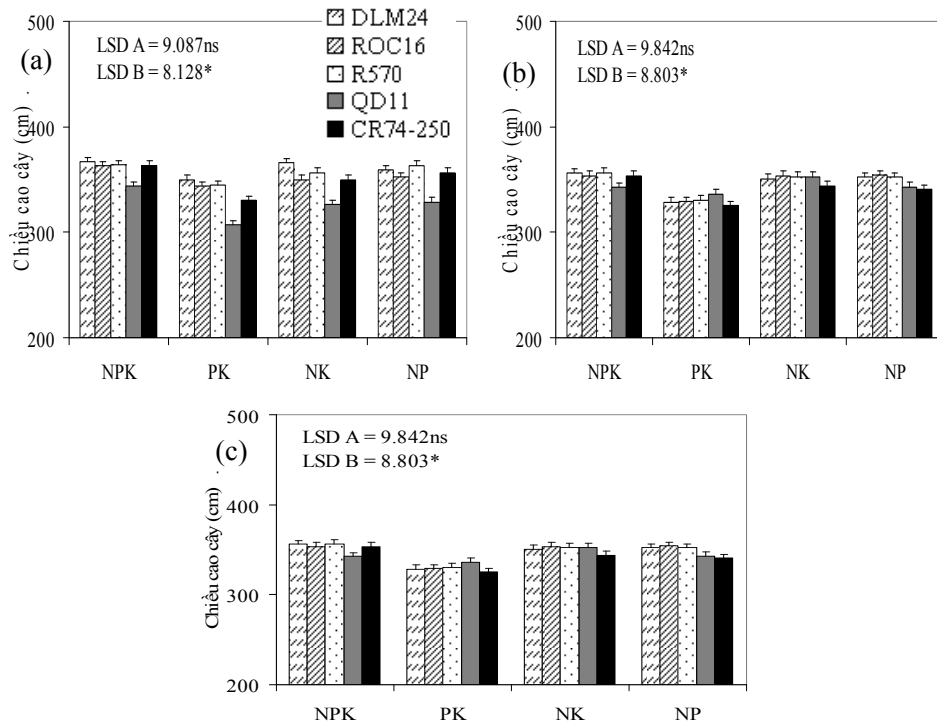 500
400
300
200
Chiều cao cây (cm)
(a)
LSD A = 9.087ns
LSD B = 8.128*
DLM24
ROC16
R570
QD11
CR74-250
NPK PK NK NP
500
400
300
200
Chiều cao cây (cm)
(b)
LSD A = 9.842ns
LSD B = 8.803*
NPK PK NK NP
500
400
300
200
Chiều cao cây (cm)
(c)
LSD A = 9.842ns
LSD B = 8.803*
NPK PK NK NP